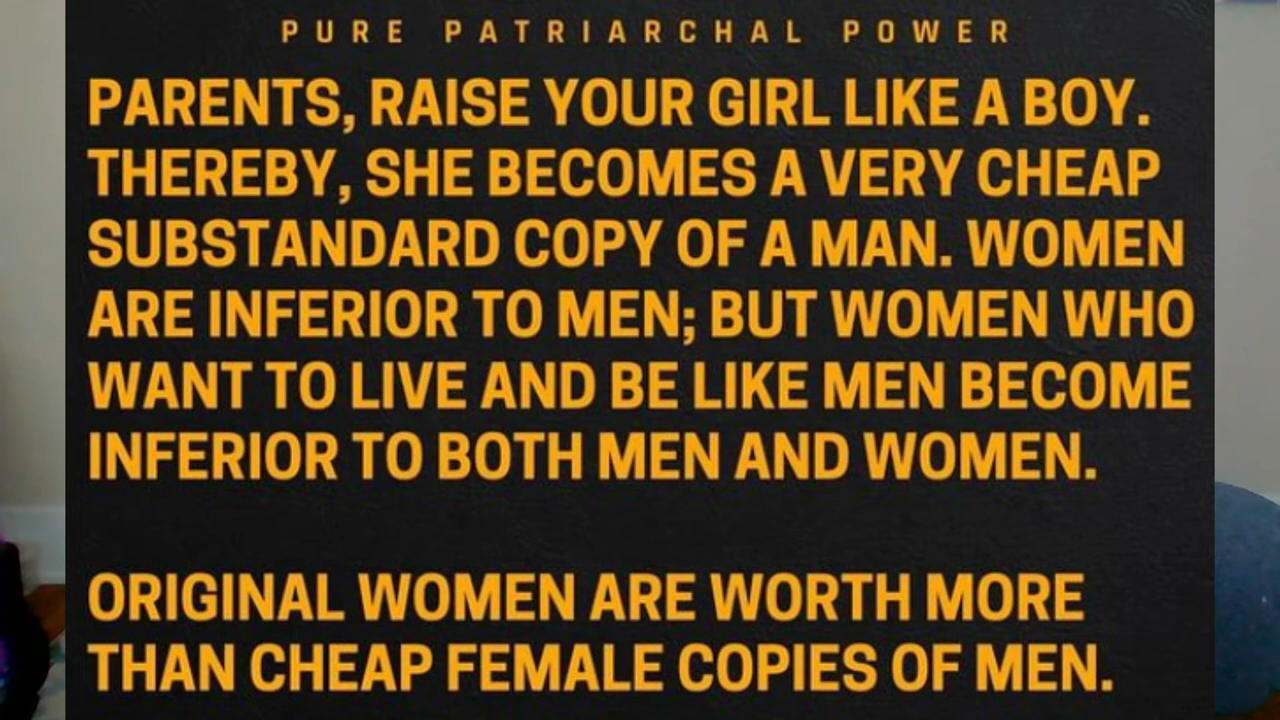 PURE PATRIARCHAL POWER
PARENTS, RAISE YOUR GIRL LIKE A BOY.
THEREBY, SHE BECOMES A VERY CHEAP
SUBSTANDARD COPY OF A MAN. WOMEN
ARE INFERIOR TO MEN; BUT WOMEN WHO
WANT TO LIVE AND BE LIKE MEN BECOME
INFERIOR TO BOTH MEN AND WOMEN.
ORIGINAL WOMEN ARE WORTH MORE
THAN CHEAP FEMALE COPIES OF MEN.